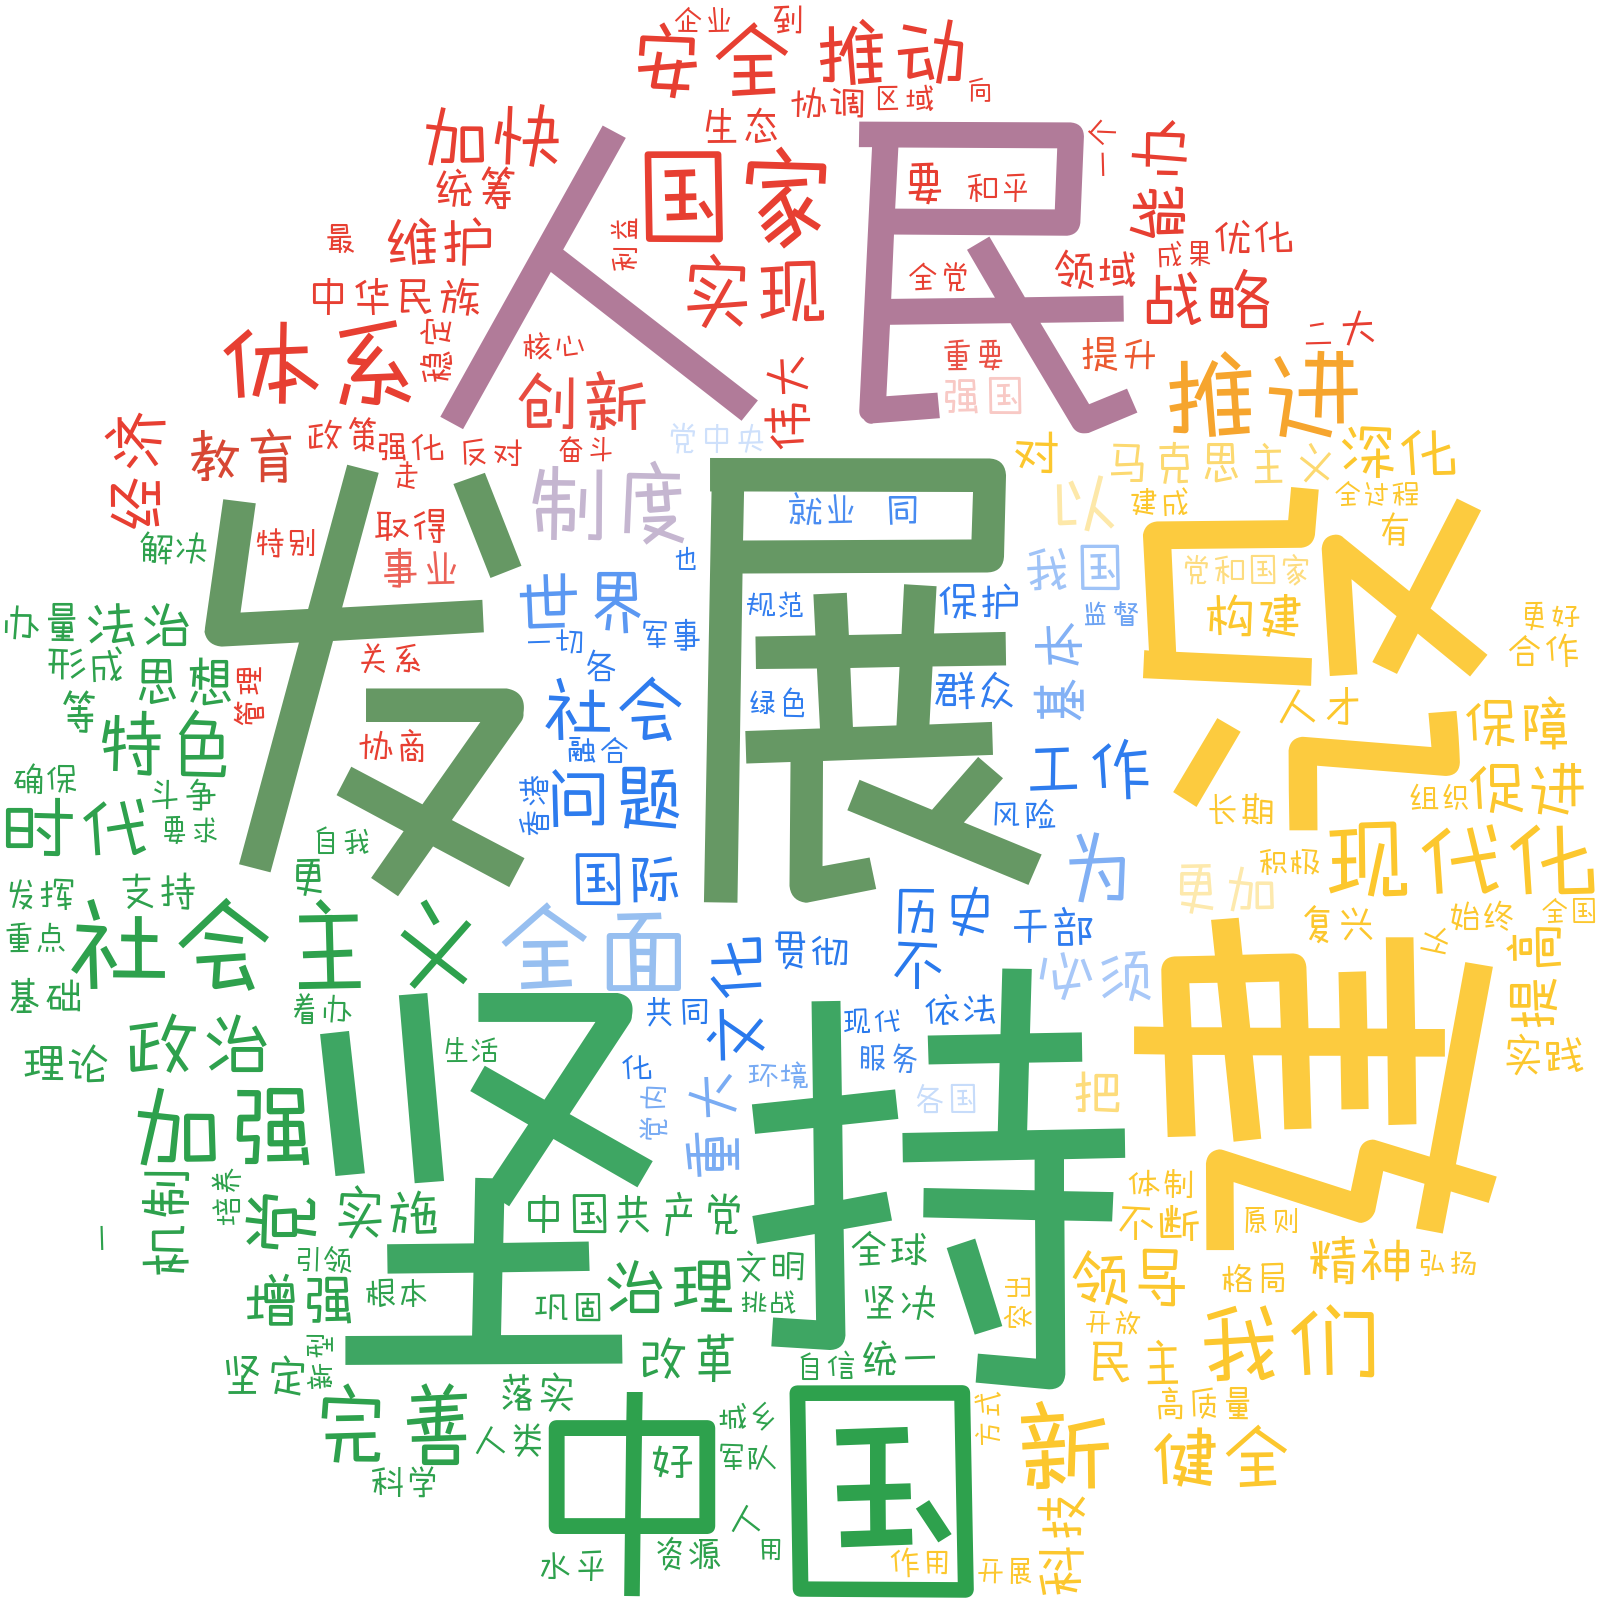 企业
到
安全
推动
协调
区域
向
生态
加快
人民
国家
要
和平
一个
能力
统筹
最
维护
利益
实现
全党
领域
成果
优化
中华民族
战略
体系
稳定
核心
重要
提升
二大
创新
强国
伟大
推进
经济
教育
政策
强化
反对
奋斗
党中央
对
马克思主义
深化
走
发展
制度
就业
同
以
建成
全过程
有
解决
特别
取得
事业
也
我国
党和国家
世界
规范
保护
监督
构建
更好
合作
力量
法治
一切
军事
基本
形成
思想
关系
各
管理
等
特色
社会
绿色
群众
人才
保障
协商
融合
工作
确保
斗争
香港
问题
风险
长期
组织
促进
时代
要求
自我
为
积极
现代化
更加
发挥
支持
更
国际
历史
干部
复兴
从
始终
全国
重点
社会主义
全面
文化
贯彻
不
必须
高
提
基础
着力
坚持
共同
现代
依法
建设
政治
生活
化
环境
服务
理论
实践
加强
党内
重大
各国
把
机制
培养
党
实施
中国共产党
体制
不断
原则
一
引领
文明
全球
领导
格局
精神
弘扬
增强
根本
巩固
治理
挑战
坚决
突出
开放
我们
新型
坚定
改革
自信
统一
民主
完善
落实
中国
城乡
方式
高质量
人类
好
军队
新
健全
科学
人
用
科技
水平
资源
作用
开展